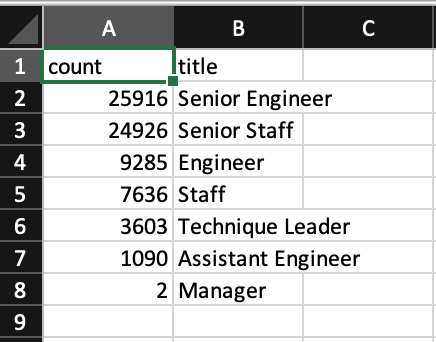 A B C
1 count title
2 25916 Senior Engineer
3 24926 Senior Staff
4 9285 Engineer
5 7636 Staff
6 3603 Technique Leader
7 1090 Assistant Engineer
8 2 Manager
9